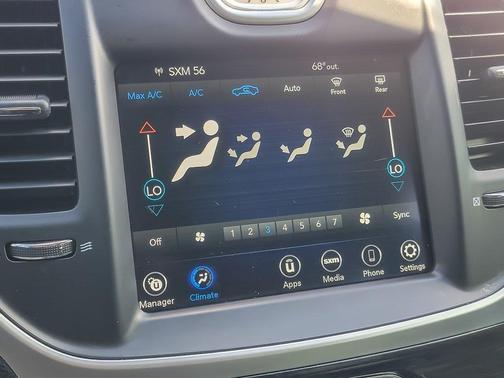 SXM 56 68° out.
Max A/C A/C Auto Front Rear
LO LO
Off 1 2 3 4 5 6 7 Sync
Manager Climate Apps Media Phone Settings
sxm